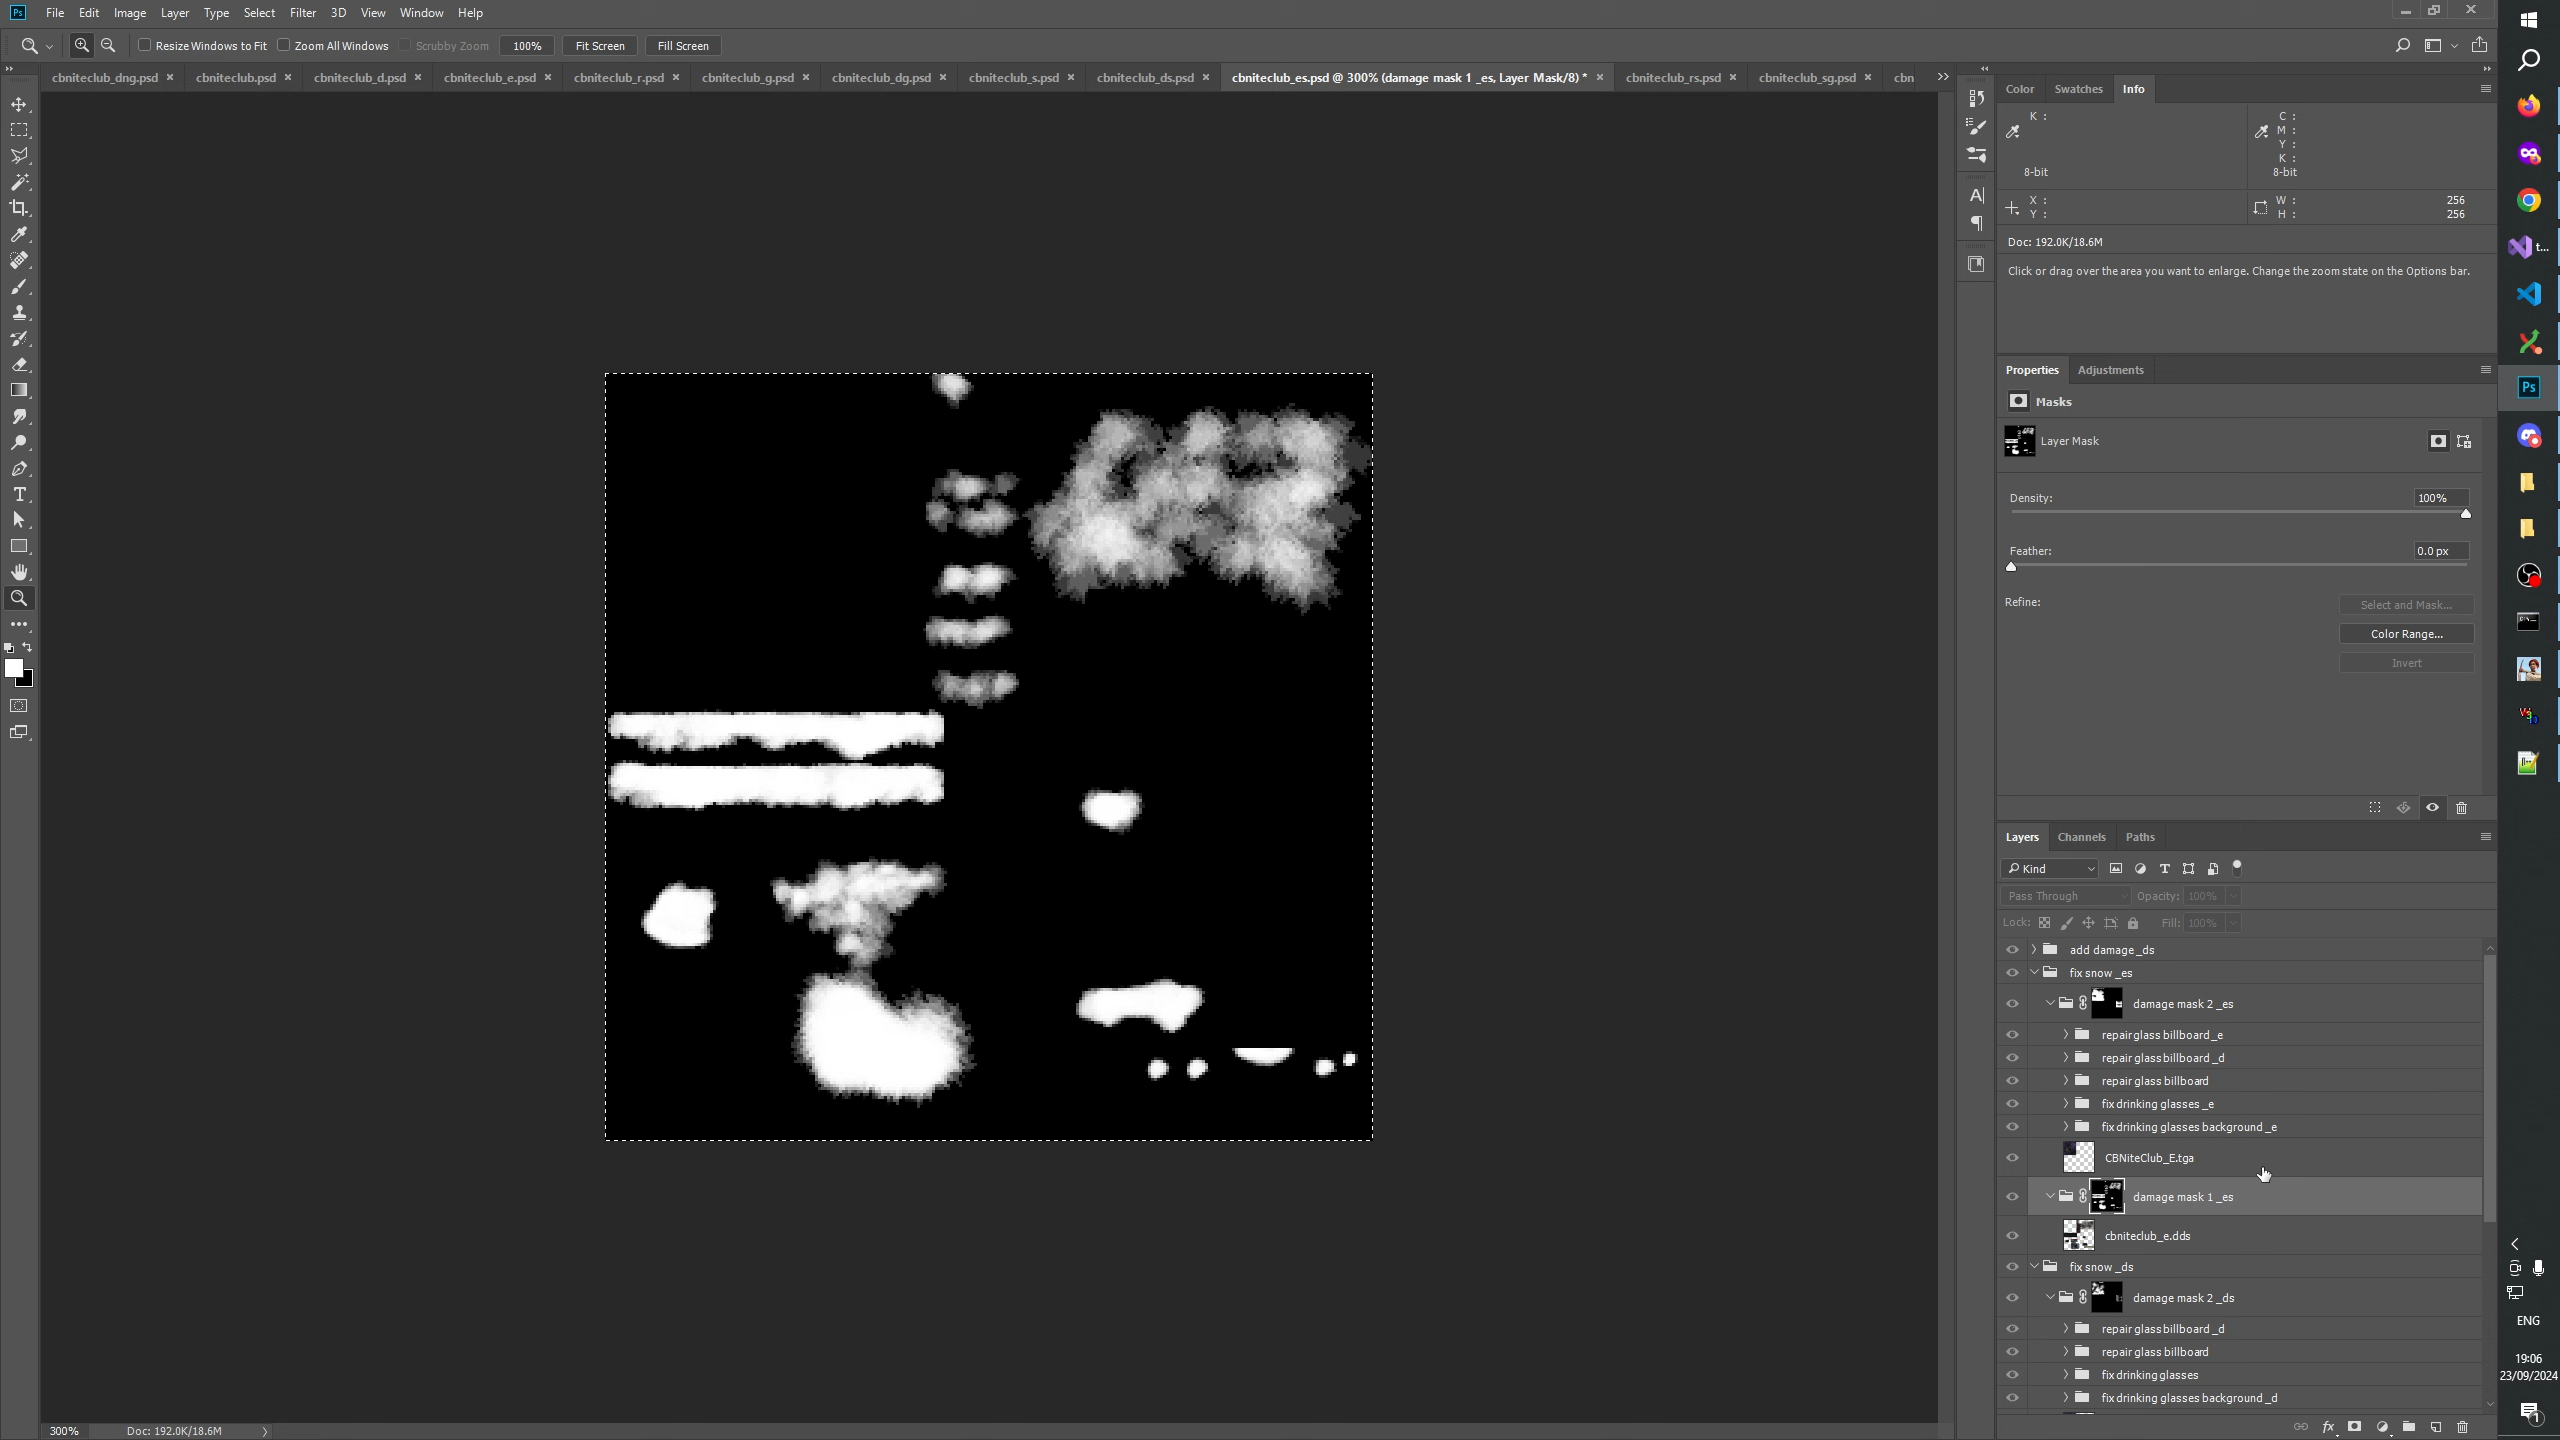 Ps File Edit Image Layer Type Select Filter 3D View Window Help
Resize Windows to Fit Zoom All Windows Scrubby Zoom 100% Fit Screen Fill Screen
cbniteclub_dng.psd × cbniteclub.psd × cbniteclub_d.psd × cbniteclub_e.psd × cbniteclub_r.psd × cbniteclub_g.psd × cbniteclub_dg.psd × cbniteclub_s.psd × cbniteclub_ds.psd × cbniteclub_es.psd @ 300% (damage mask 1 _es, Layer Mask/8) * × cbniteclub_rs.psd × cbniteclub_sg.psd × cbn
Color Swatches Info
K : C :
M :
Y :
K :
8-bit 8-bit
X : W : 256
Y : H : 256
Doc: 192.0K/18.6M
Click or drag over the area you want to enlarge. Change the zoom state on the Options bar.
Properties Adjustments
Masks
Layer Mask
Density: 100%
Feather: 0.0 px
Refine: Select and Mask...
Color Range...
Invert
Layers Channels Paths
Kind
Pass Through Opacity: 100%
Lock: Fill: 100%
add damage _ds
fix snow _es
damage mask 2 _es
repair glass billboard _e
repair glass billboard _d
repair glass billboard
fix drinking glasses _e
fix drinking glasses background _e
CBNiteClub_E.tga
damage mask 1 _es
cbniteclub_e.dds
fix snow _ds
damage mask 2 _ds
repair glass billboard _d
repair glass billboard
fix drinking glasses
fix drinking glasses background _d
300% Doc: 192.0K/18.6M
t...
Ps
ENG
19:06
23/09/2024
1